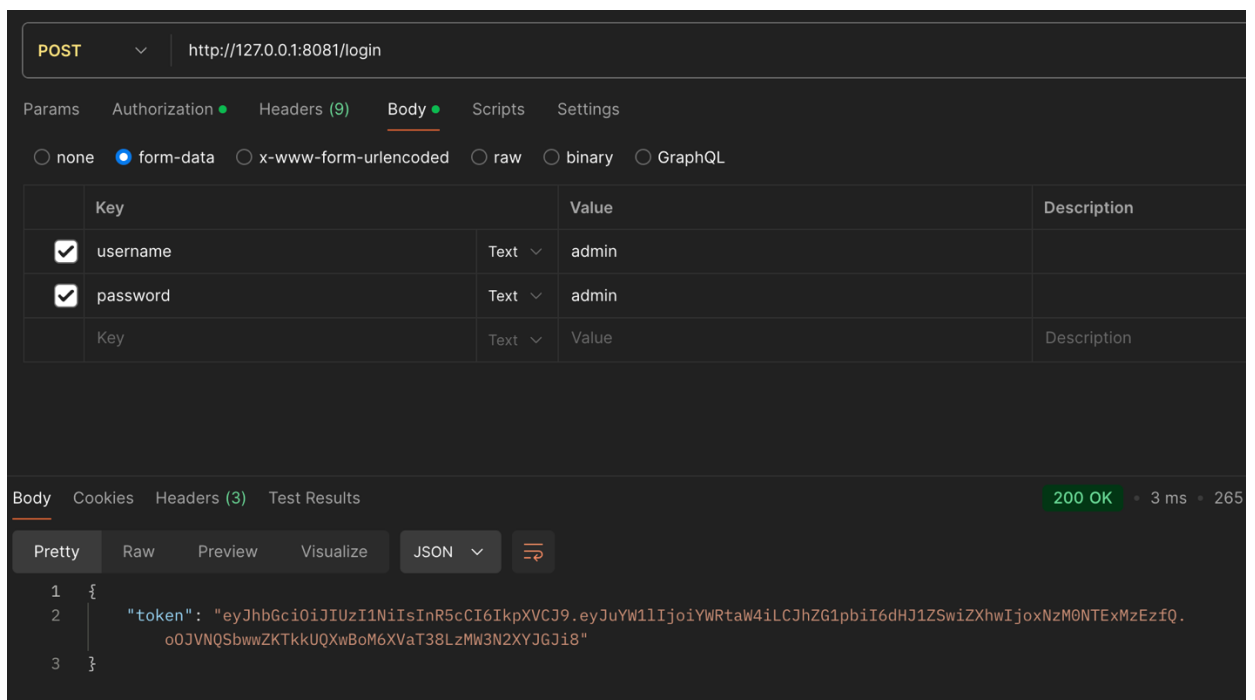 POST http://127.0.0.1:8081/login
Params Authorization Headers (9) Body Scripts Settings
none form-data x-www-form-urlencoded raw binary GraphQL
Key Value Description
username Text admin
password Text admin
Key Text Value Description
Body Cookies Headers (3) Test Results 200 OK 3 ms 265
Pretty Raw Preview Visualize JSON
1 {
2 "token": "eyJhbGciOiJIUzI1NiIsInR5cCI6IkpXVCJ9.eyJuYW1lIjoiYWRtaW4iLCJhZG1pbiI6dHJ1ZSwiZXhwIjoxNzM0NTExMzEzfQ.
oOJVNQSbwwZKTkkUQXwBoM6XVaT38LzMW3N2XYJGJi8"
3 }